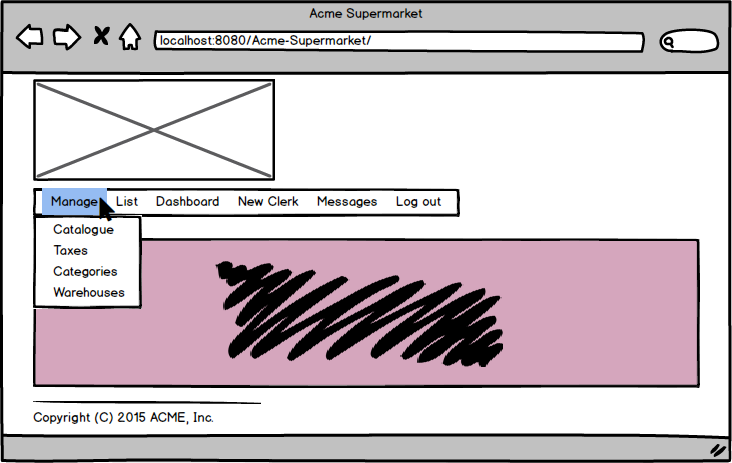 Acme Supermarket
localhost:8080/Acme-Supermarket/
Manage List Dashboard New Clerk Messages Log out
Catalogue
Taxes
Categories
Warehouses
Copyright (C) 2015 ACME, Inc.